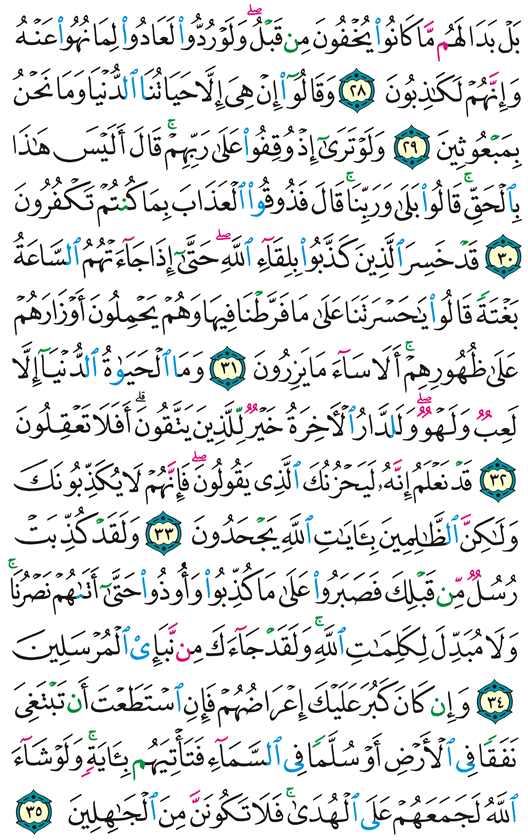 بَلْ بَدَا لَهُم مَّا كَانُوا۟ يُخْفُونَ مِن قَبْلُ ۖ وَلَوْ رُدُّوا۟ لَعَادُوا۟ لِمَا نُهُوا۟ عَنْهُ
وَإِنَّهُمْ لَكَـٰذِبُونَ ٢٨ وَقَالُوٓا۟ إِنْ هِىَ إِلَّا حَيَاتُنَا ٱلدُّنْيَا وَمَا نَحْنُ
بِمَبْعُوثِينَ ٢٩ وَلَوْ تَرَىٰٓ إِذْ وُقِفُوا۟ عَلَىٰ رَبِّهِمْ ۚ قَالَ أَلَيْسَ هَـٰذَا
بِٱلْحَقِّ ۚ قَالُوا۟ بَلَىٰ وَرَبِّنَا ۚ قَالَ فَذُوقُوا۟ ٱلْعَذَابَ بِمَا كُنتُمْ تَكْفُرُونَ
٣٠ قَدْ خَسِرَ ٱلَّذِينَ كَذَّبُوا۟ بِلِقَآءِ ٱللَّهِ ۖ حَتَّىٰٓ إِذَا جَآءَتْهُمُ ٱلسَّاعَةُ
بَغْتَةً قَالُوا۟ يَـٰحَسْرَتَنَا عَلَىٰ مَا فَرَّطْنَا فِيهَا وَهُمْ يَحْمِلُونَ أَوْزَارَهُمْ
عَلَىٰ ظُهُورِهِمْ ۚ أَلَا سَآءَ مَا يَزِرُونَ ٣١ وَمَا ٱلْحَيَوٰةُ ٱلدُّنْيَآ إِلَّا
لَعِبٌ وَلَهْوٌ ۖ وَلَلدَّارُ ٱلْـَٔاخِرَةُ خَيْرٌ لِّلَّذِينَ يَتَّقُونَ ۗ أَفَلَا تَعْقِلُونَ
٣٢ قَدْ نَعْلَمُ إِنَّهُۥ لَيَحْزُنُكَ ٱلَّذِى يَقُولُونَ ۖ فَإِنَّهُمْ لَا يُكَذِّبُونَكَ
وَلَـٰكِنَّ ٱلظَّـٰلِمِينَ بِـَٔايَـٰتِ ٱللَّهِ يَجْحَدُونَ ٣٣ وَلَقَدْ كُذِّبَتْ
رُسُلٌ مِّن قَبْلِكَ فَصَبَرُوا۟ عَلَىٰ مَا كُذِّبُوا۟ وَأُوذُوا۟ حَتَّىٰٓ أَتَىٰهُمْ نَصْرُنَا ۚ
وَلَا مُبَدِّلَ لِكَلِمَـٰتِ ٱللَّهِ ۚ وَلَقَدْ جَآءَكَ مِن نَّبَإِى۟ ٱلْمُرْسَلِينَ
٣٤ وَإِن كَانَ كَبُرَ عَلَيْكَ إِعْرَاضُهُمْ فَإِنِ ٱسْتَطَعْتَ أَن تَبْتَغِىَ
نَفَقًا فِى ٱلْأَرْضِ أَوْ سُلَّمًا فِى ٱلسَّمَآءِ فَتَأْتِيَهُم بِـَٔايَةٍ ۚ وَلَوْ شَآءَ
ٱللَّهُ لَجَمَعَهُمْ عَلَى ٱلْهُدَىٰ ۚ فَلَا تَكُونَنَّ مِنَ ٱلْجَـٰهِلِينَ ٣٥